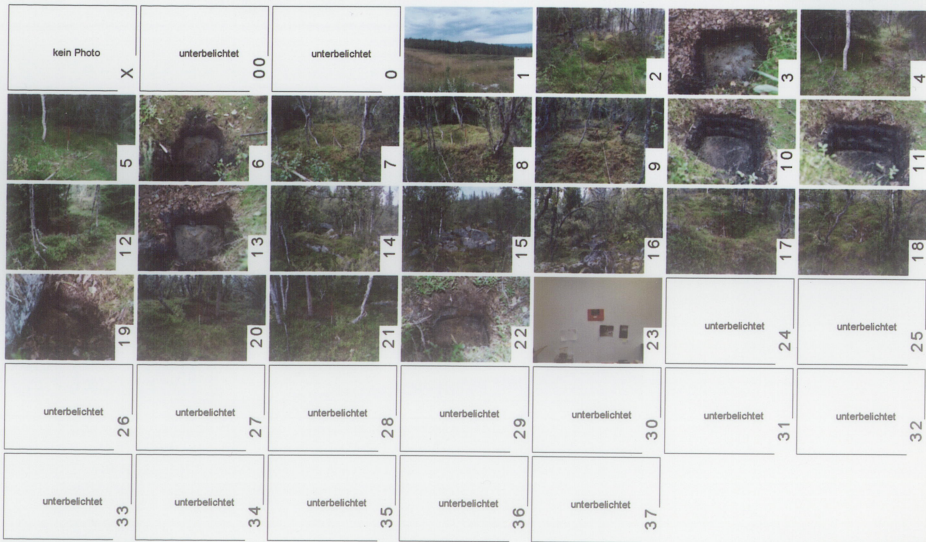 kein Photo
X
unterbelichtet
00
unterbelichtet
0
1
2
3
4
5
6
7
8
9
10
11
12
13
14
15
16
17
18
19
20
21
22
23
unterbelichtet
24
unterbelichtet
25
unterbelichtet
26
unterbelichtet
27
unterbelichtet
28
unterbelichtet
29
unterbelichtet
30
unterbelichtet
31
unterbelichtet
32
unterbelichtet
33
unterbelichtet
34
unterbelichtet
35
unterbelichtet
36
unterbelichtet
37